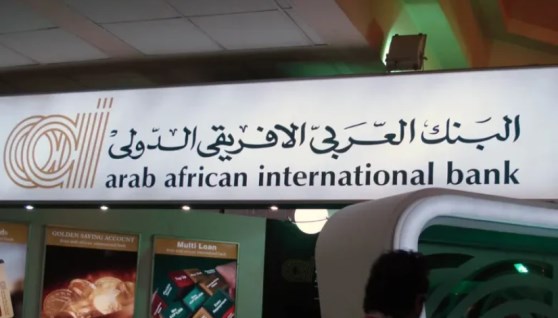 البنك العربي الافريقي الدولي
arab african international bank
GOLDEN SAVING ACCOUNT
Multi Loan